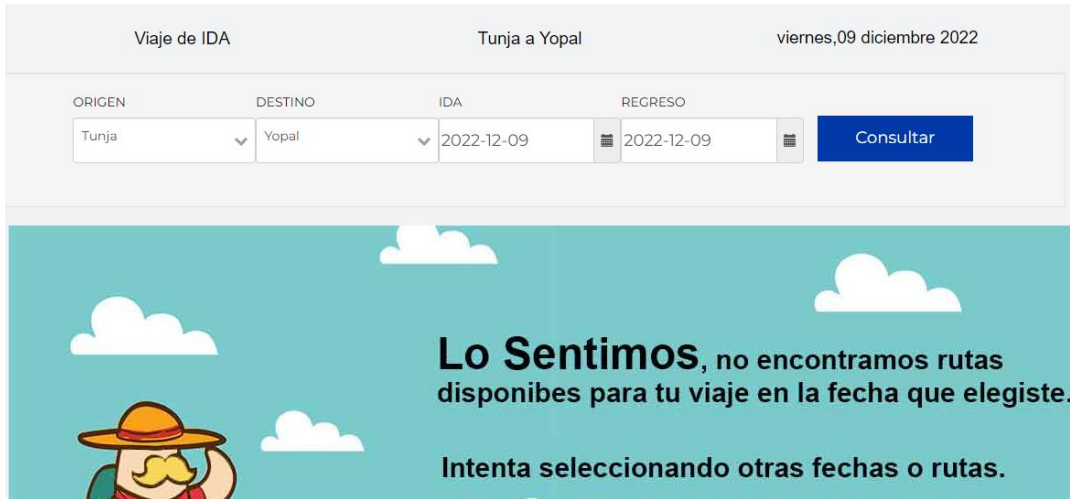 Viaje de IDA Tunja a Yopal viernes,09 diciembre 2022
ORIGEN DESTINO IDA REGRESO
Tunja Yopal 2022-12-09 2022-12-09 Consultar
Lo Sentimos, no encontramos rutas
disponibes para tu viaje en la fecha que elegiste.
Intenta seleccionando otras fechas o rutas.